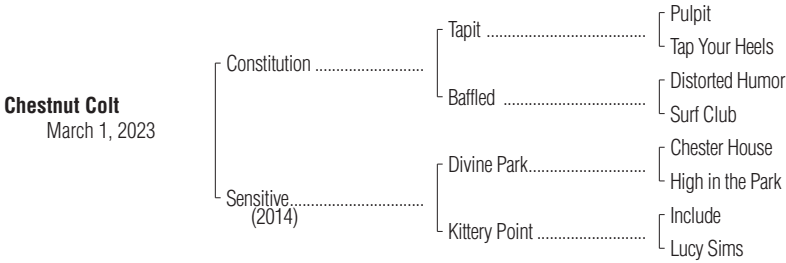 Pulpit
Tapit
Tap Your Heels
Constitution
Distorted Humor
Baffled
Surf Club
Chestnut Colt
March 1, 2023
Chester House
Divine Park
High in the Park
Sensitive
(2014)
Include
Kittery Point
Lucy Sims